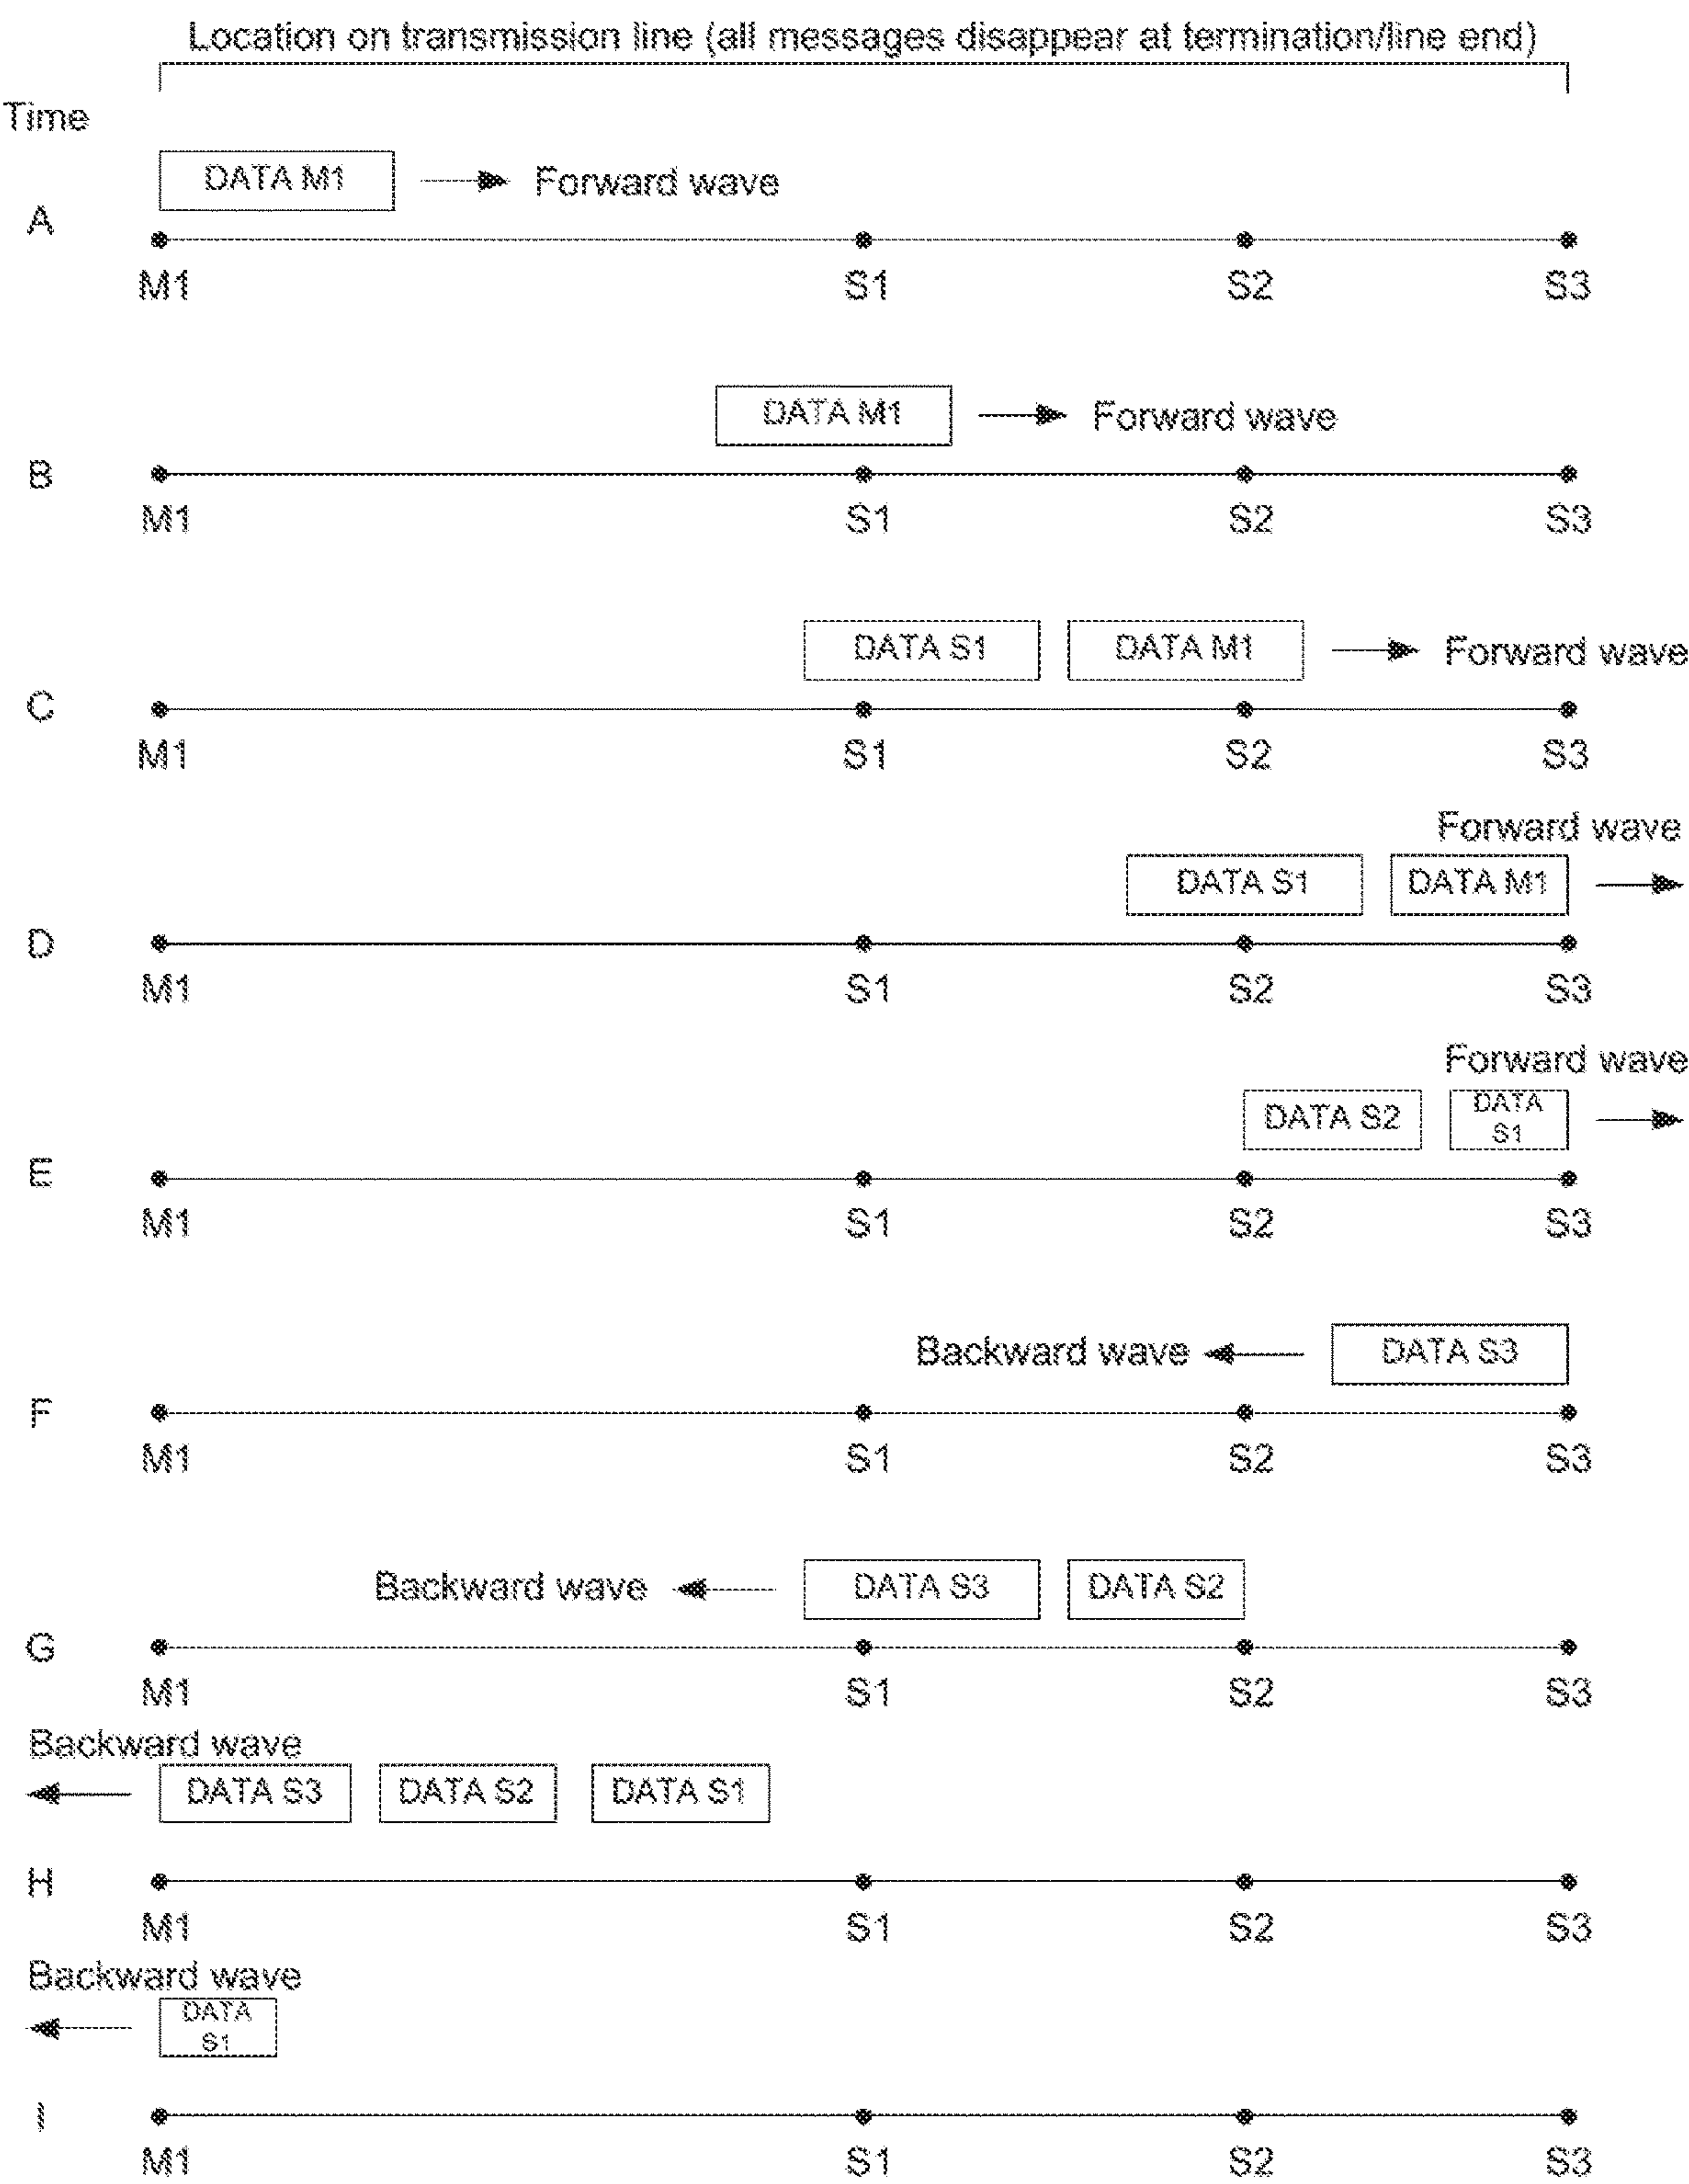 Location on transmission line (all messages disappear at termination/line end)
Time
DATA M1 Forward wave
A
M1 S1 S2 S3
DATA M1 Forward wave
B
M1 S1 S2 S3
DATA S1 DATA M1 Forward wave
C
M1 S1 S2 S3
Forward wave
DATA S1 DATA M1
D
M1 S1 S2 S3
Forward wave
DATA S2 DATA
S1
E
M1 S1 S2 S3
Backward wave DATA S3
F
M1 S1 S2 S3
Backward wave DATA S3 DATA S2
G
M1 S1 S2 S3
Backward wave
DATA S3 DATA S2 DATA S1
H
M1 S1 S2 S3
Backward wave
DATA
S1
I
M1 S1 S2 S3